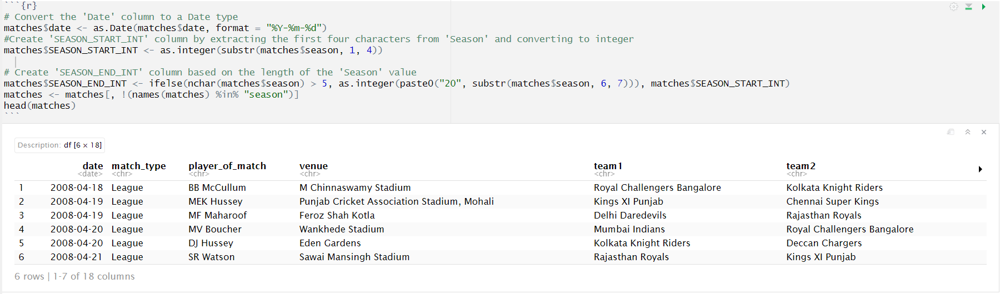 ```{r}
# Convert the 'Date' column to a Date type
matches$date <- as.Date(matches$date, format = "%Y-%m-%d")
#Create 'SEASON_START_INT' column by extracting the first four characters from 'Season' and converting to integer
matches$SEASON_START_INT <- as.integer(substr(matches$season, 1, 4))
# Create 'SEASON_END_INT' column based on the length of the 'Season' value
matches$SEASON_END_INT <- ifelse(nchar(matches$season) > 5, as.integer(paste0("20", substr(matches$season, 6, 7))), matches$SEASON_START_INT)
matches <- matches[, !(names(matches) %in% "season")]
head(matches)
```
Description: df [6 × 18]
date match_type player_of_match venue team1 team2
<date> <chr> <chr> <chr> <chr> <chr>
1 2008-04-18 League BB McCullum M Chinnaswamy Stadium Royal Challengers Bangalore Kolkata Knight Riders
2 2008-04-19 League MEK Hussey Punjab Cricket Association Stadium, Mohali Kings XI Punjab Chennai Super Kings
3 2008-04-19 League MF Maharoof Feroz Shah Kotla Delhi Daredevils Rajasthan Royals
4 2008-04-20 League MV Boucher Wankhede Stadium Mumbai Indians Royal Challengers Bangalore
5 2008-04-20 League DJ Hussey Eden Gardens Kolkata Knight Riders Deccan Chargers
6 2008-04-21 League SR Watson Sawai Mansingh Stadium Rajasthan Royals Kings XI Punjab
6 rows | 1-7 of 18 columns